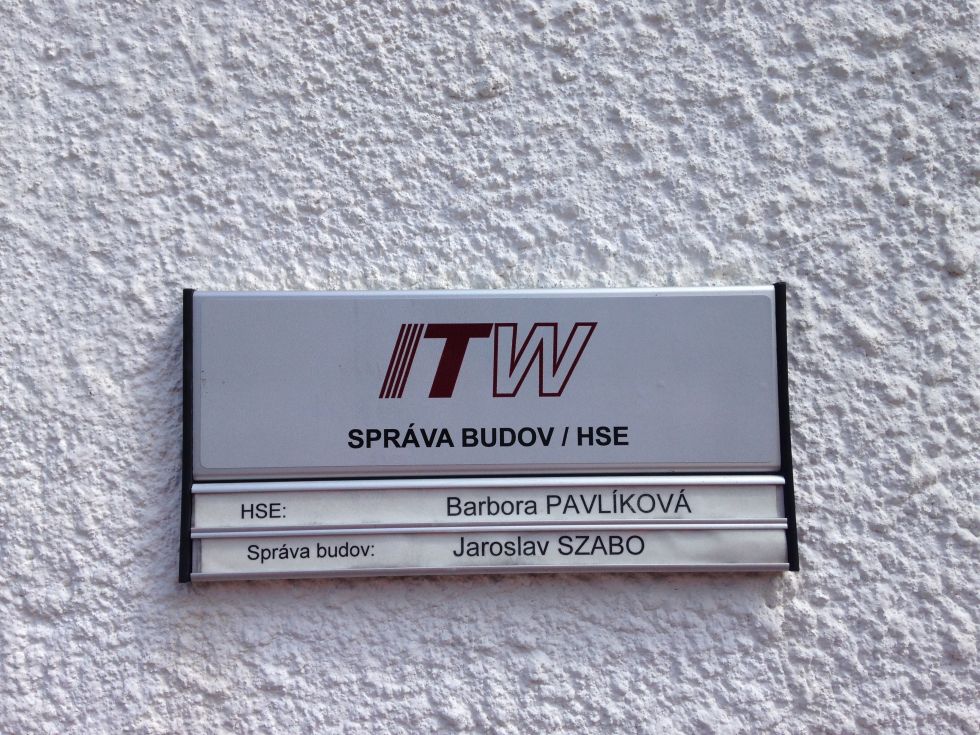 ITW
SPRÁVA BUDOV / HSE
HSE: Barbora PAVLÍKOVÁ
Správa budov: Jaroslav SZABO